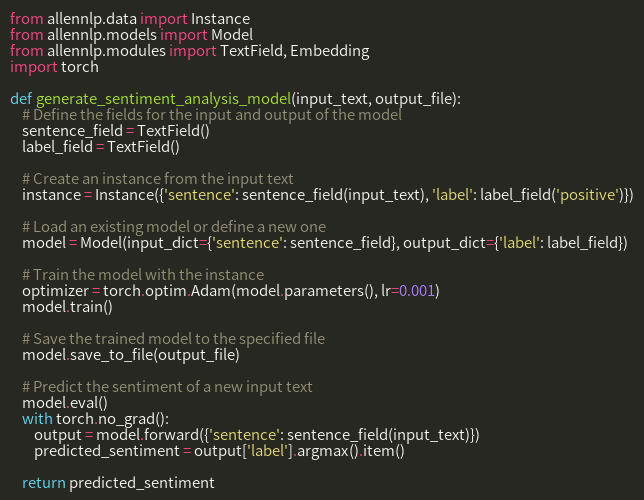 from allennlp.data import Instance
from allennlp.models import Model
from allennlp.modules import TextField, Embedding
import torch

def generate_sentiment_analysis_model(input_text, output_file):
    # Define the fields for the input and output of the model
    sentence_field = TextField()
    label_field = TextField()

    # Create an instance from the input text
    instance = Instance({'sentence': sentence_field(input_text), 'label': label_field('positive')})

    # Load an existing model or define a new one
    model = Model(input_dict={'sentence': sentence_field}, output_dict={'label': label_field})

    # Train the model with the instance
    optimizer = torch.optim.Adam(model.parameters(), lr=0.001)
    model.train()

    # Save the trained model to the specified file
    model.save_to_file(output_file)

    # Predict the sentiment of a new input text
    model.eval()
    with torch.no_grad():
        output = model.forward({'sentence': sentence_field(input_text)})
        predicted_sentiment = output['label'].argmax().item()

    return predicted_sentiment